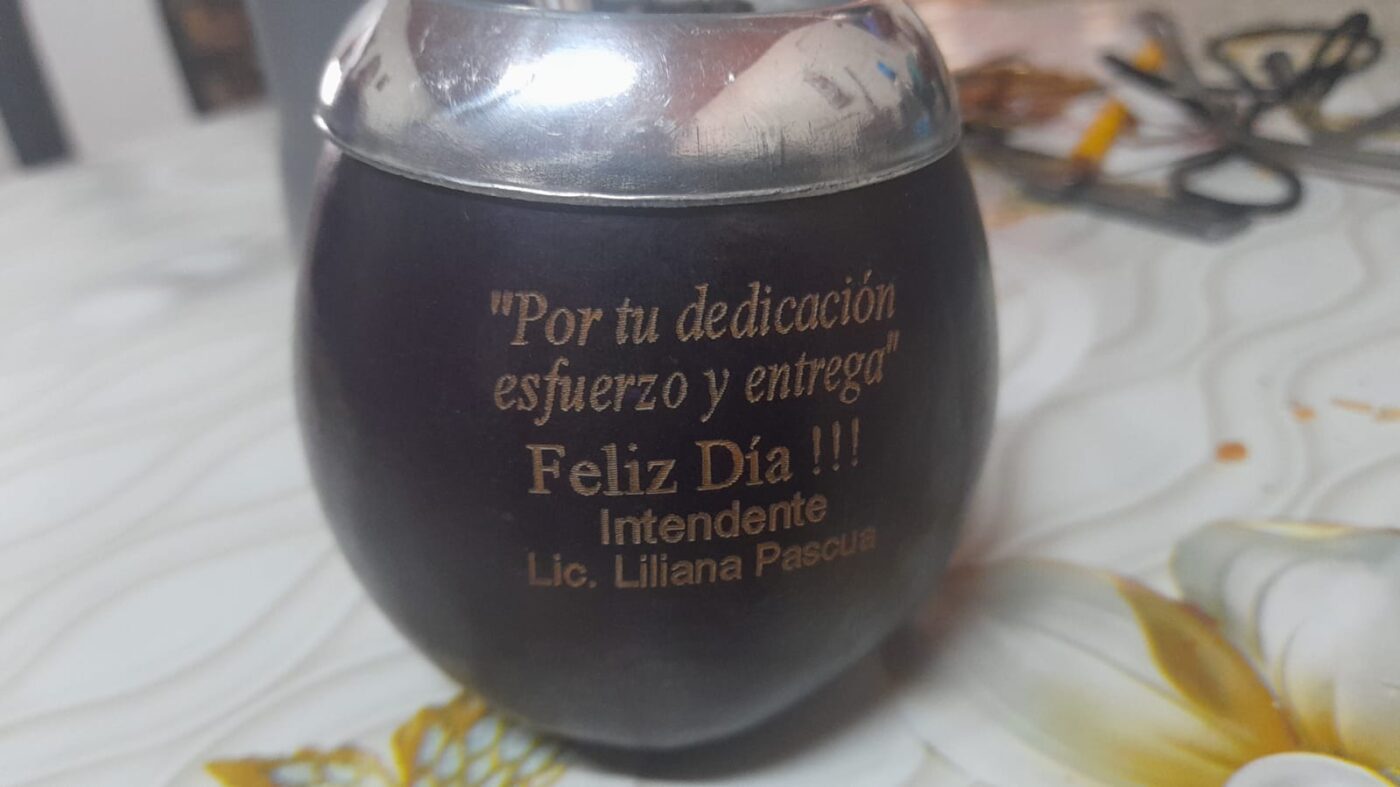 "Por tu dedicación
esfuerzo y entrega"
Feliz Día !!!
Intendente
Lic. Liliana Pascua